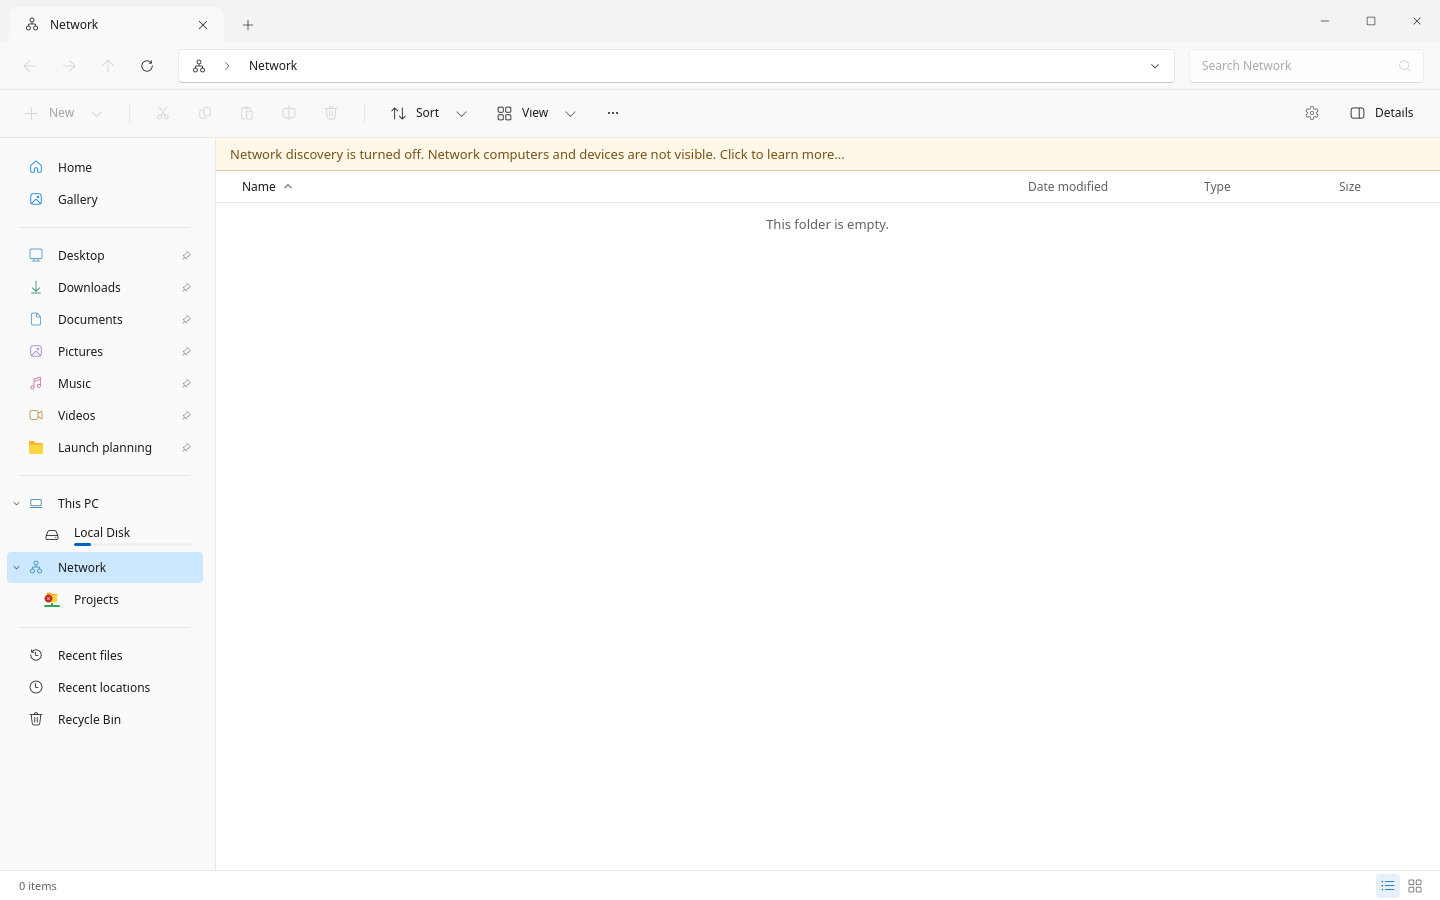 Network
Network
Search Network
New
Sort
View
Details
Network discovery is turned off. Network computers and devices are not visible. Click to learn more...
Home
Gallery
Name
Date modified
Type
Size
This folder is empty.
Desktop
Downloads
Documents
Pictures
Music
Videos
Launch planning
This PC
Local Disk
Network
Projects
Recent files
Recent locations
Recycle Bin
0 items